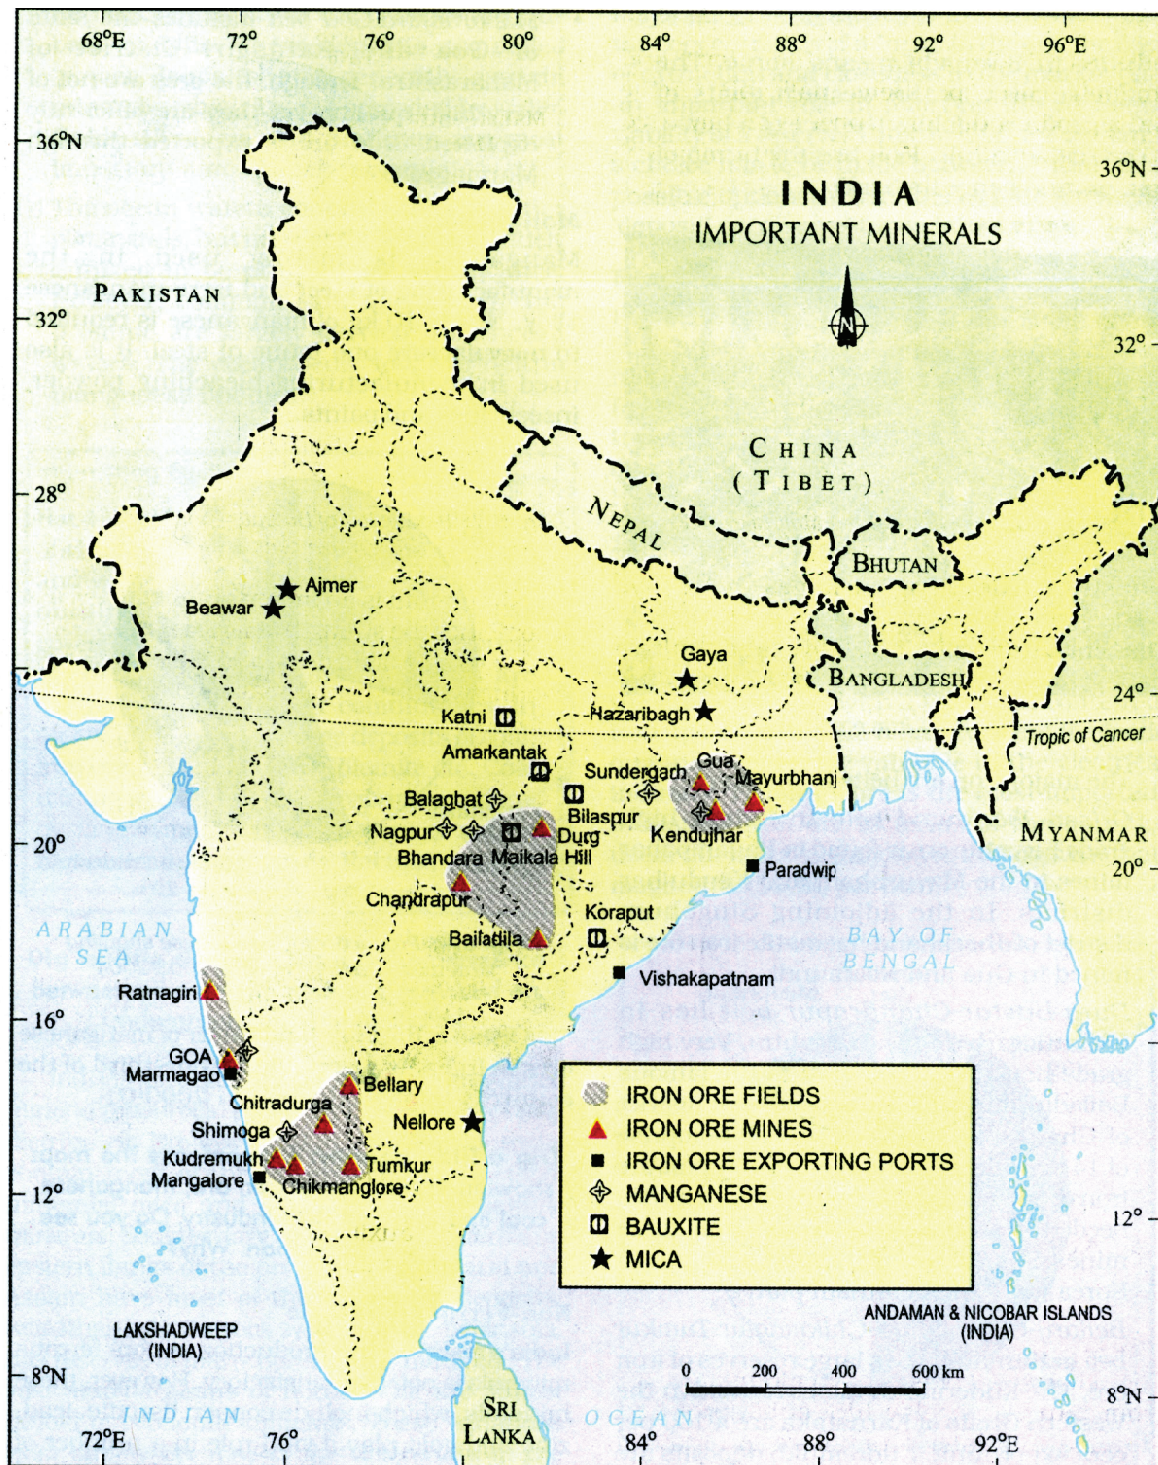 68°E
72°
76°
80°
84°
88°
92°
96°E
36°N
36°N
INDIA
IMPORTANT MINERALS
PAKISTAN
N
32°
32°
CHINA
(TIBET)
28°
NEPAL
BHUTAN
Ajmer
Beawar
Gaya
BANGLADESH
24°
Katni
Hazaribagh
Tropic of Cancer
Amarkantak
Sundergarh
Gua
Mayurbhanj
Balaghat
Bilaspur
Nagpur
Durg
Kendujhar
MYANMAR
20°
Bhandara
Maikala Hill
Paradwip
20°
Chandrapur
Koraput
ARABIAN
SEA
Bailadila
BAY OF
BENGAL
Vishakapatnam
Ratnagiri
16°
GOA
Marmagao
Bellary
Chitradurga
Shimoga
Nellore
Kudremukh
Tumkur
Mangalore
Chikmanglore
12°
12°
IRON ORE FIELDS
IRON ORE MINES
IRON ORE EXPORTING PORTS
MANGANESE
BAUXITE
MICA
LAKSHADWEEP
(INDIA)
ANDAMAN & NICOBAR ISLANDS
(INDIA)
0 200 400 600 km
8°N
8°N
INDIAN
SRI
LANKA
OCEAN
72°E
76°
80°
84°
88°
92°E